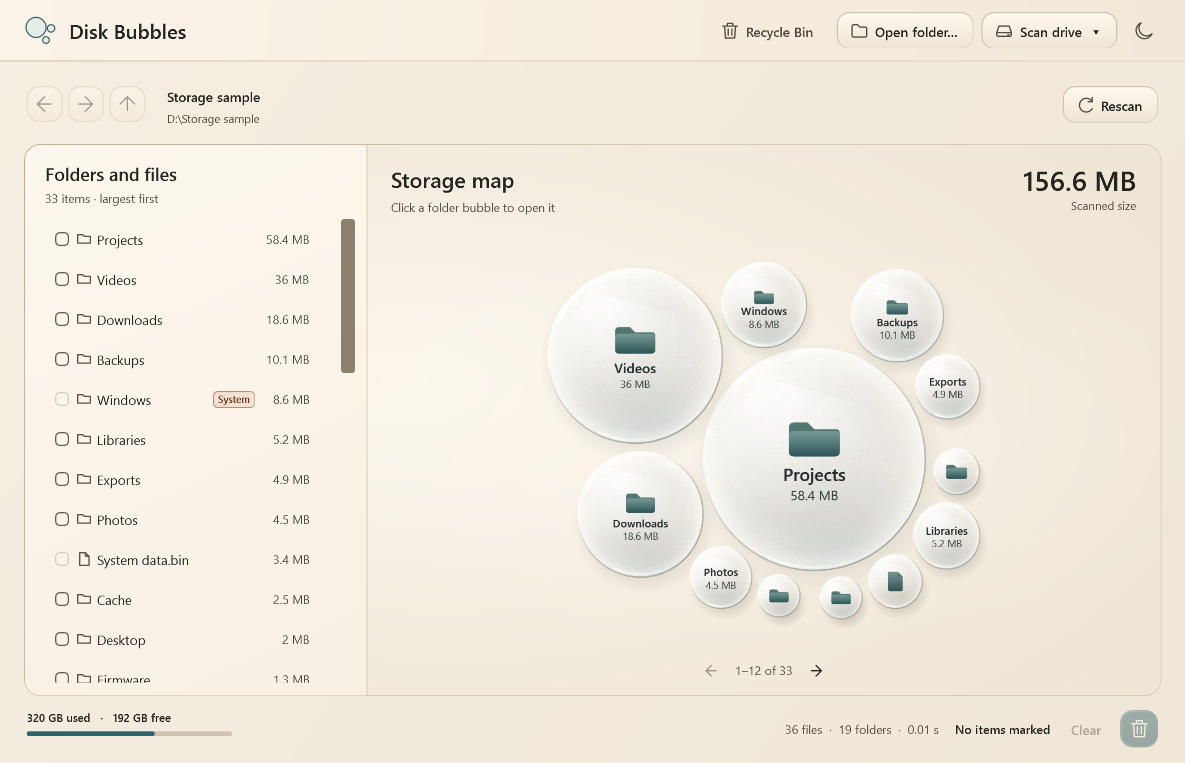 Disk Bubbles
Recycle Bin
Open folder...
Scan drive
Storage sample
D:\Storage sample
Rescan
Folders and files
33 items · largest first
Projects 58.4 MB
Videos 36 MB
Downloads 18.6 MB
Backups 10.1 MB
Windows System 8.6 MB
Libraries 5.2 MB
Exports 4.9 MB
Photos 4.5 MB
System data.bin 3.4 MB
Cache 2.5 MB
Desktop 2 MB
Firmware 1.3 MB
Storage map
Click a folder bubble to open it
156.6 MB
Scanned size
Windows
8.6 MB
Backups
10.1 MB
Videos
36 MB
Exports
4.9 MB
Projects
58.4 MB
Downloads
18.6 MB
Libraries
5.2 MB
Photos
4.5 MB
1–12 of 33
320 GB used · 192 GB free
36 files · 19 folders · 0.01 s No items marked Clear